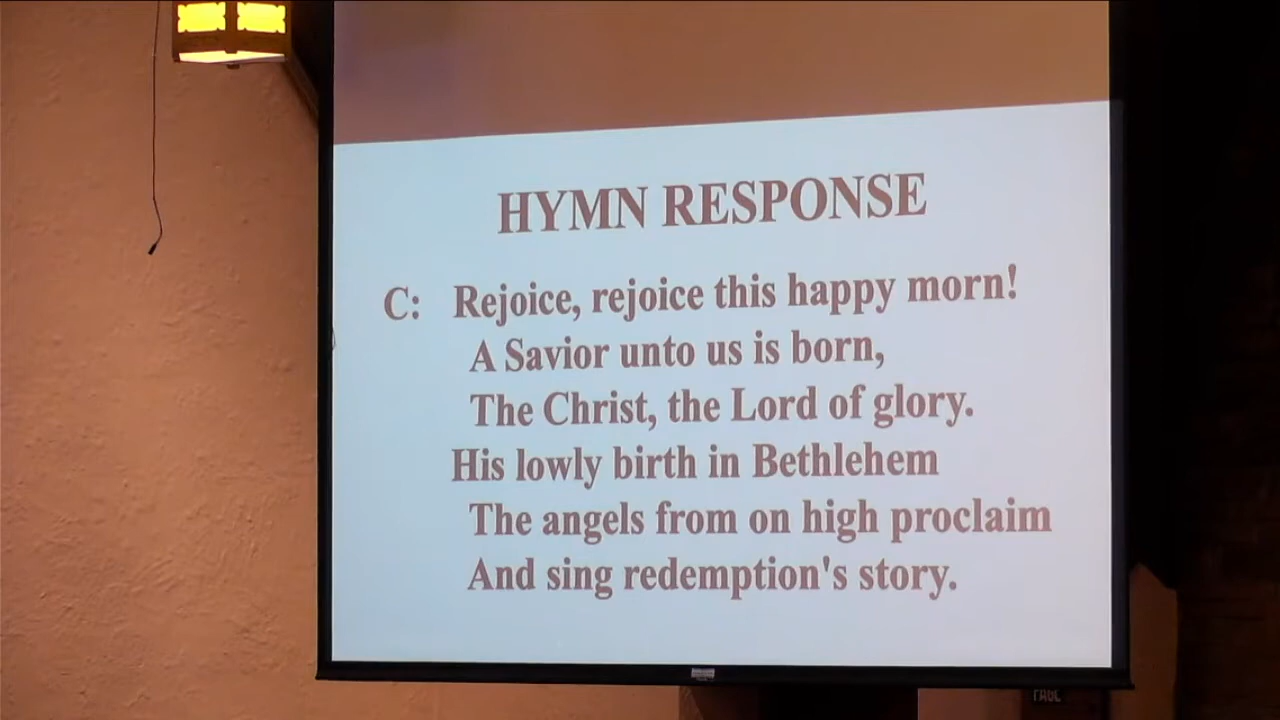 HYMN RESPONSE
C: Rejoice, rejoice this happy morn!
A Savior unto us is born,
The Christ, the Lord of glory.
His lowly birth in Bethlehem
The angels from on high proclaim
And sing redemption's story.